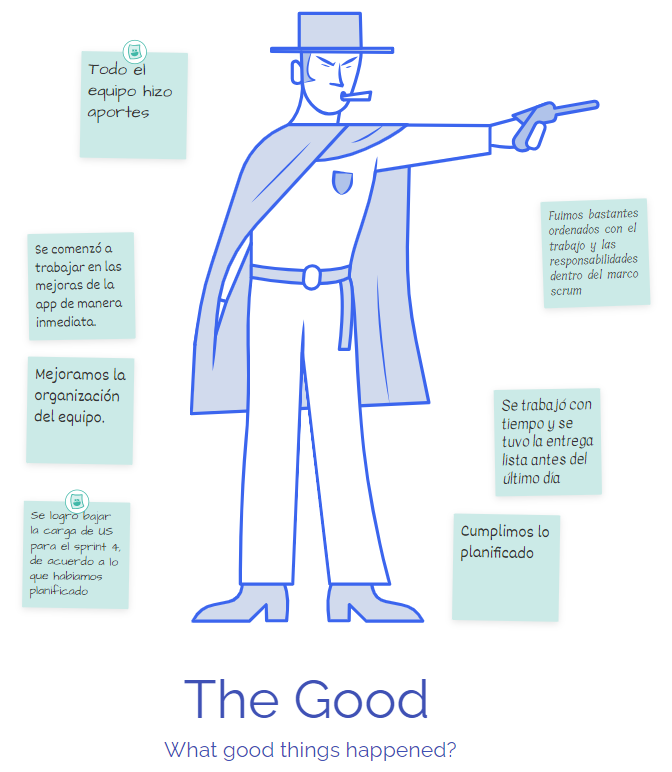 Todo el
equipo hizo
aportes
Se comenzó a
trabajar en las
mejoras de la
app de manera
inmediata.
Mejoramos la
organización
del equipo.
Se logro bajar
la carga de US
para el sprint 4,
de acuerdo a lo
que habiamos
planificado
Fuimos bastantes
ordenados con el
trabajo y las
responsabilidades
dentro del marco
scrum
Se trabajó con
tiempo y se
tuvo la entrega
lista antes del
último día
Cumplimos lo
planificado
The Good
What good things happened?